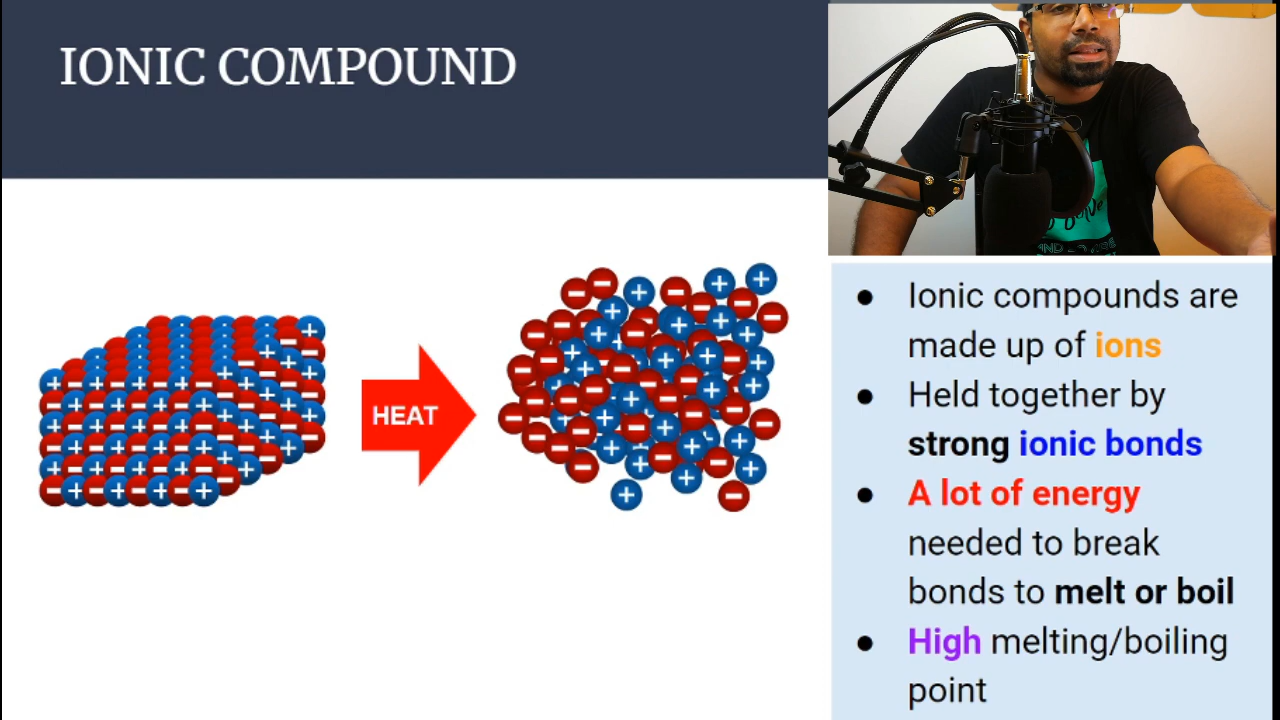 IONIC COMPOUND
HEAT
● Ionic compounds are
made up of ions
● Held together by
strong ionic bonds
● A lot of energy
needed to break
bonds to melt or boil
● High melting/boiling
point